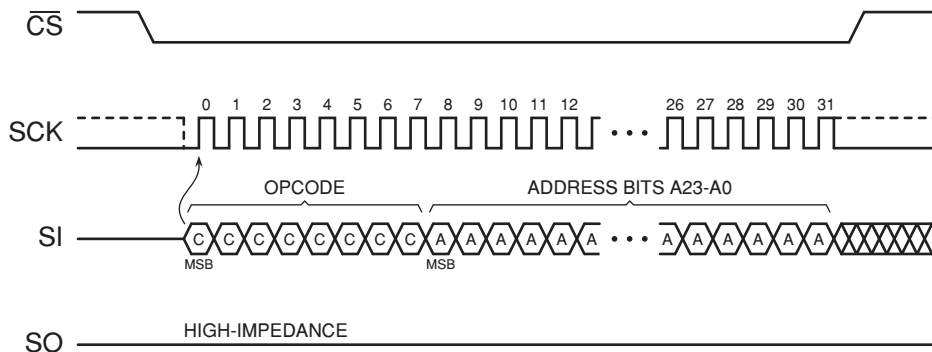 CS
SCK
0 1 2 3 4 5 6 7 8 9 10 11 12 26 27 28 29 30 31
OPCODE
ADDRESS BITS A23-A0
SI
C C C C C C C C A A A A A A A A A A A A
MSB
MSB
SO
HIGH-IMPEDANCE